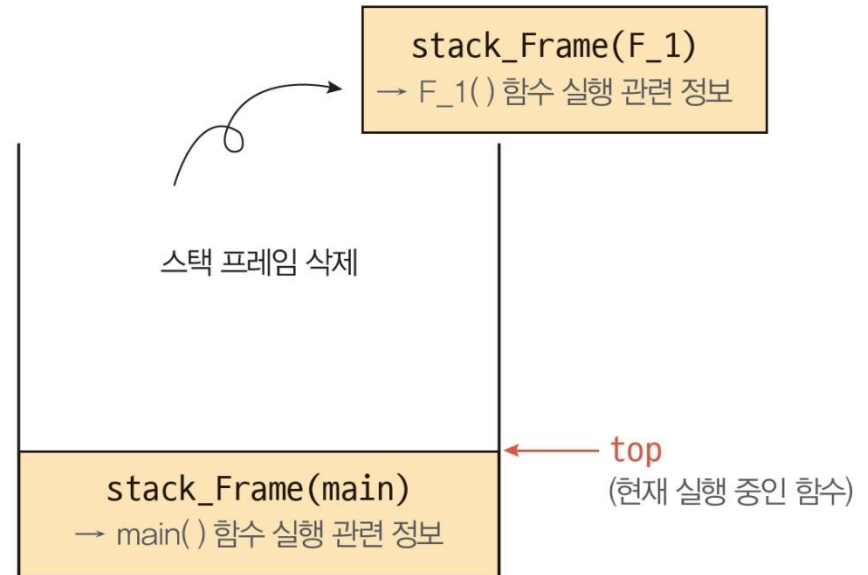 stack_Frame(F_1)
→ F_1( ) 함수 실행 관련 정보
스택 프레임 삭제
top
(현재 실행 중인 함수)
stack_Frame(main)
→ main( ) 함수 실행 관련 정보